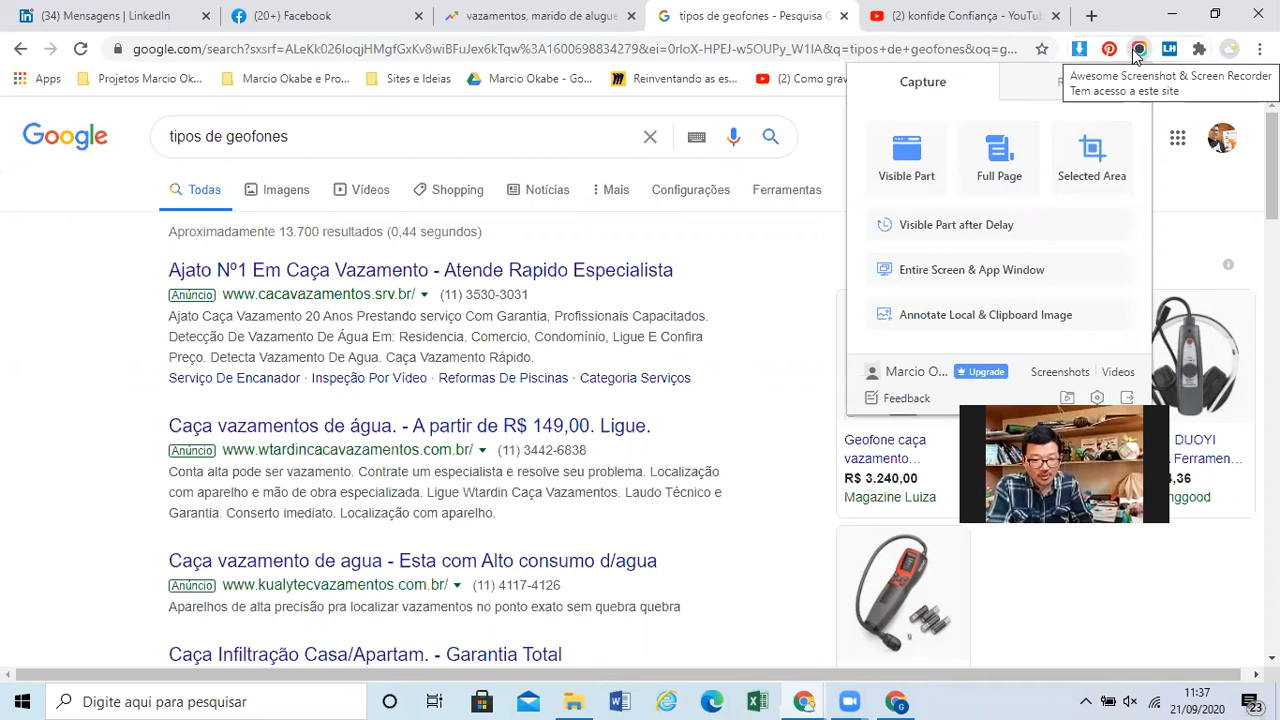 (34) Mensagens | LinkedIn
(20+) Facebook
vazamentos, marido de alugue
tipos de geofones - Pesquisa G
(2) konfide Confiança - YouTu
google.com/search?sxsrf=ALeKk026IoqjHMgfGxKv8wiBFuJex6kTqw%3A1600698834279&ei=0rloX-HPEJ-w5OUPy_W1IA&q=tipos+de+geofones&oq=g...
Apps
Projetos Marcio Ok...
Marcio Okabe e Pro...
Sites e Ideias
Marcio Okabe - Go...
Reinventando as em...
(2) Como grav
Awesome Screenshot & Screen Recorder
Tem acesso a este site
Capture
Google
tipos de geofones
Visible Part
Full Page
Selected Area
Todas
Imagens
Vídeos
Shopping
Notícias
Mais
Configurações
Ferramentas
Visible Part after Delay
Aproximadamente 13.700 resultados (0,44 segundos)
Entire Screen & App Window
Ajato Nº1 Em Caça Vazamento - Atende Rapido Especialista
Anúncio www.cacavazamentos.srv.br/ (11) 3530-3031
Annotate Local & Clipboard Image
Ajato Caça Vazamento 20 Anos Prestando serviço Com Garantia, Profissionais Capacitados.
Detecção De Vazamento De Água Em: Residencia, Comercio, Condomínio, Ligue E Confira
Preço. Detecta Vazamento De Agua. Caça Vazamento Rápido.
Serviço De Encanador · Inspeção Por Vídeo · Reformas De Piscinas · Categoria Serviços
Marcio O...
Upgrade
Screenshots
Videos
Feedback
Caça vazamentos de água. - A partir de R$ 149,00. Ligue.
Anúncio www.wtardincacavazamentos.com.br/ (11) 3442-6838
Conta alta pode ser vazamento. Contrate um especialista e resolve seu problema. Localização
com aparelho e mão de obra especializada. Ligue Wtardin Caça Vazamentos. Laudo Técnico e
Garantia. Conserto imediato. Localização com aparelho.
Geofone caça
vazamento...
R$ 3.240,00
Magazine Luiza
DUOYI
Ferramen...
4,36
nggood
Caça vazamento de agua - Esta com Alto consumo d/agua
Anúncio www.kualytecvazamentos.com.br/ (11) 4117-4126
Aparelhos de alta precisão pra localizar vazamentos no ponto exato sem quebra quebra
Caça Infiltração Casa/Apartam. - Garantia Total
Digite aqui para pesquisar
11:37
21/09/2020
23